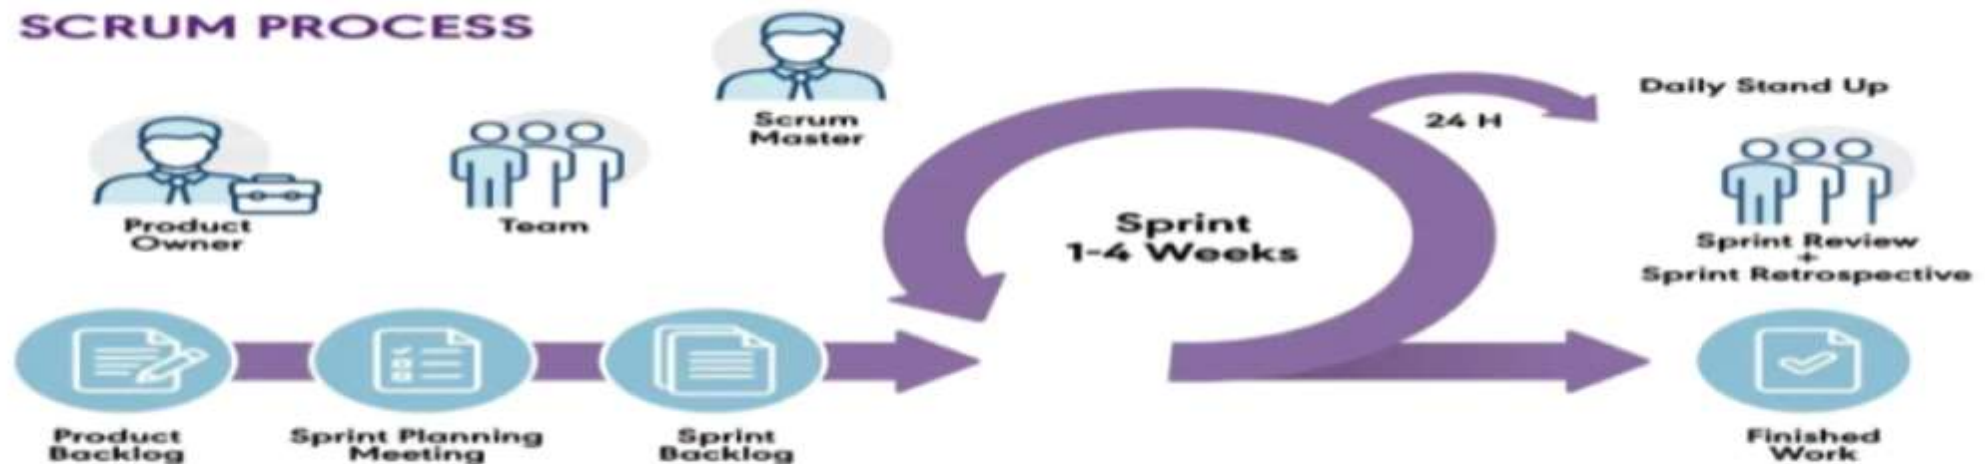 SCRUM PROCESS
Scrum
Master
Product
Owner
Team
Daily Stand Up
24 H
Sprint
1-4 Weeks
Sprint Review
+
Sprint Retrospective
Product
Backlog
Sprint Planning
Meeting
Sprint
Backlog
Finished
Work